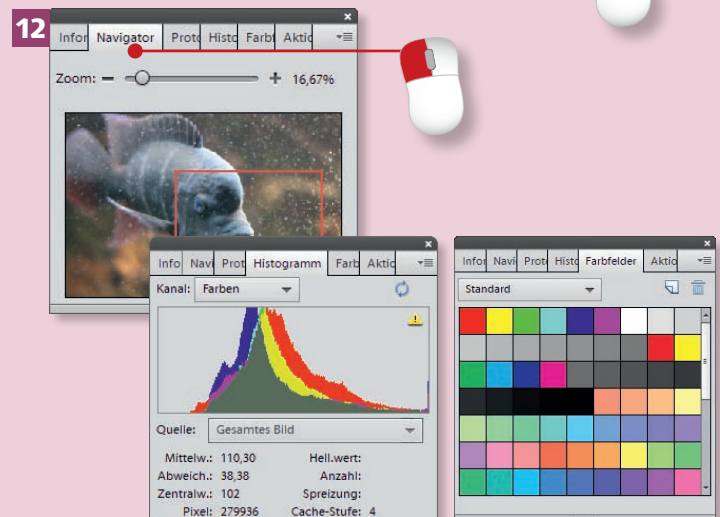 12
Infor Navigator Proto Histo Farbf Aktio
Zoom: 16,67%
Info Navi Prot Histogramm Farb Aktio
Kanal: Farben
Quelle: Gesamtes Bild
Mittelw.: 110,30 Hell.wert:
Abweich.: 38,38 Anzahl:
Zentralw.: 102 Spreizung:
Pixel: 279936 Cache-Stufe: 4
Infor Navi Proto Histo Farbfelder Aktio
Standard